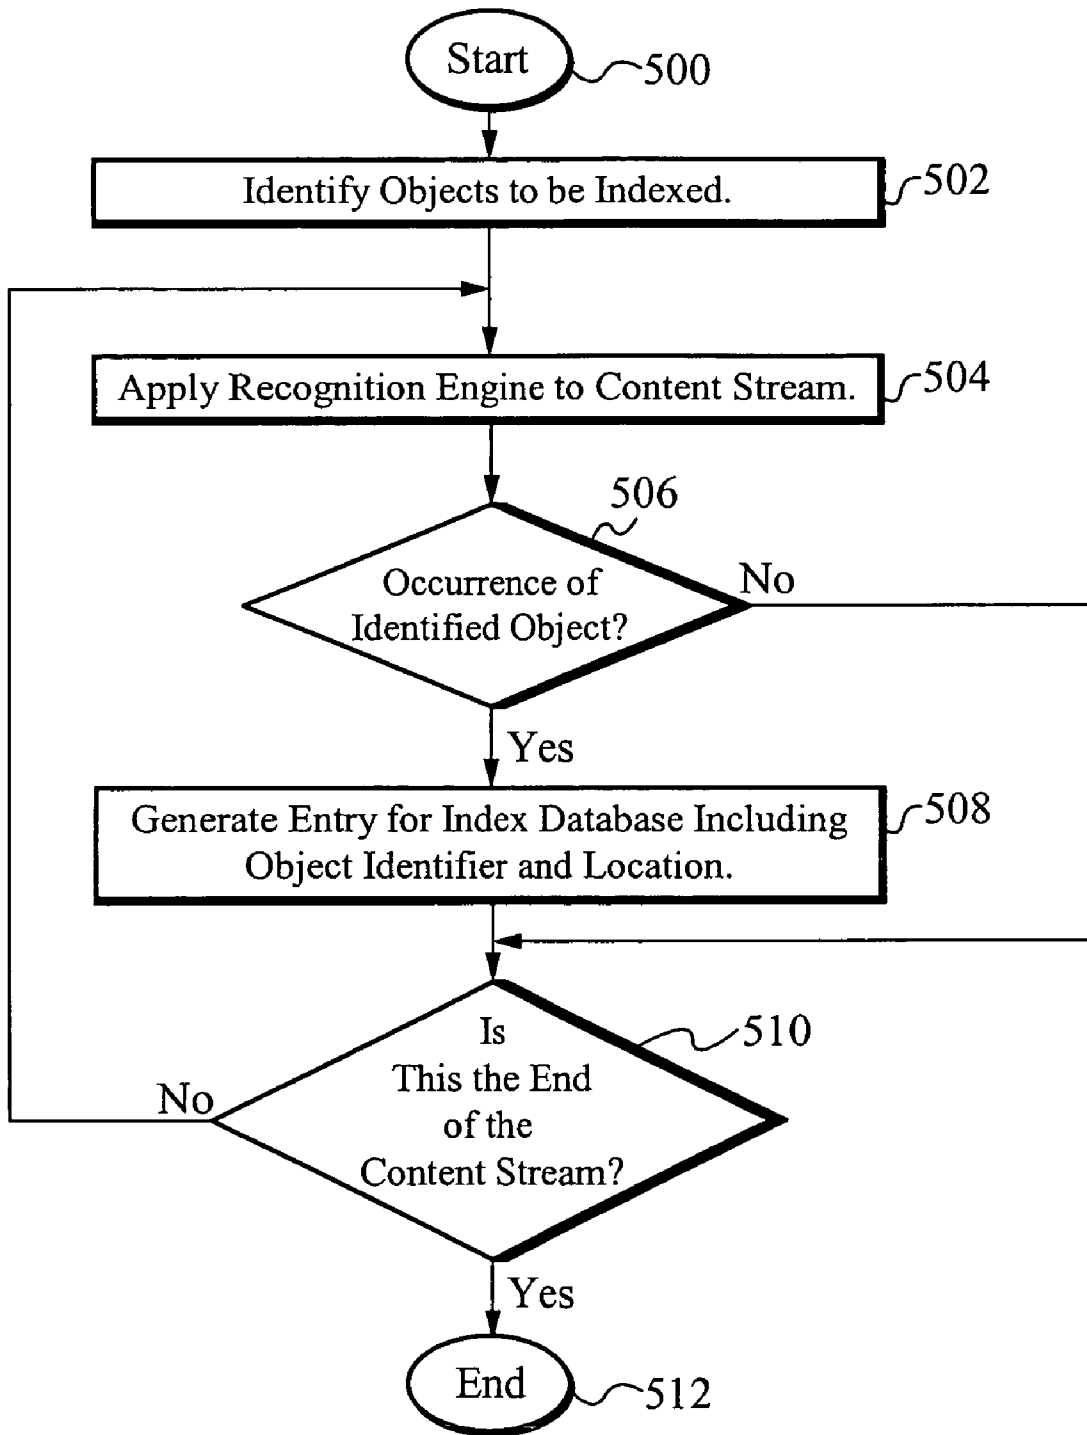 Start
500
Identify Objects to be Indexed.
502
Apply Recognition Engine to Content Stream.
504
506
Occurrence of
Identified Object?
No
Yes
Generate Entry for Index Database Including
Object Identifier and Location.
508
Is
This the End
of the
Content Stream?
510
No
Yes
End
512